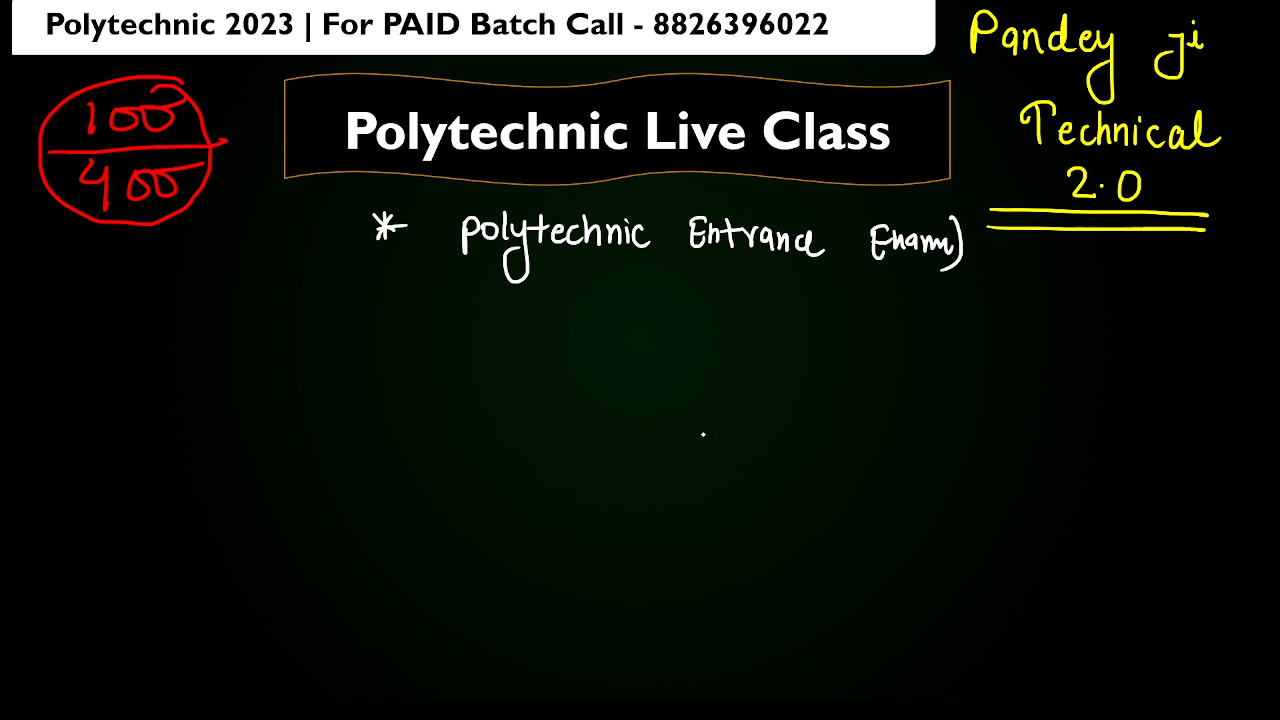 Polytechnic 2023 | For PAID Batch Call - 8826396022
Pandey Ji
Technical
2.0
100
400
Polytechnic Live Class
* Polytechnic Entrance Exam)